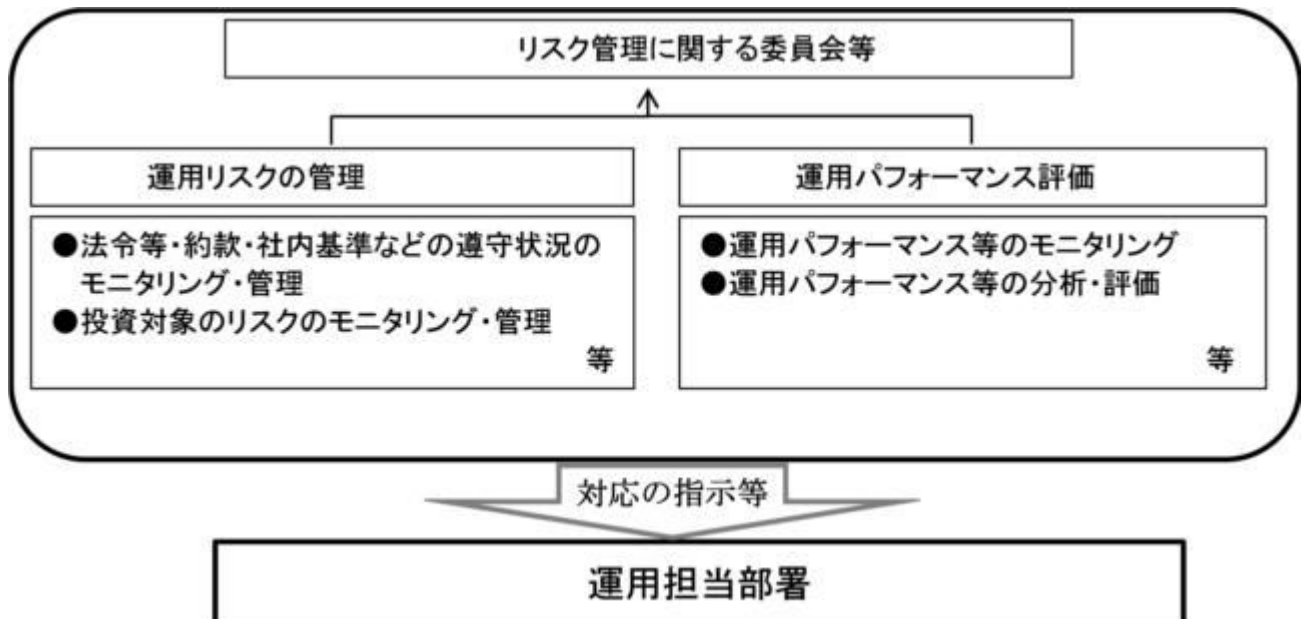 リスク管理に関する委員会等
運用リスクの管理
●法令等・約款・社内基準などの遵守状況の
モニタリング・管理
●投資対象のリスクのモニタリング・管理
等
運用パフォーマンス評価
●運用パフォーマンス等のモニタリング
●運用パフォーマンス等の分析・評価
等
対応の指示等
運用担当部署